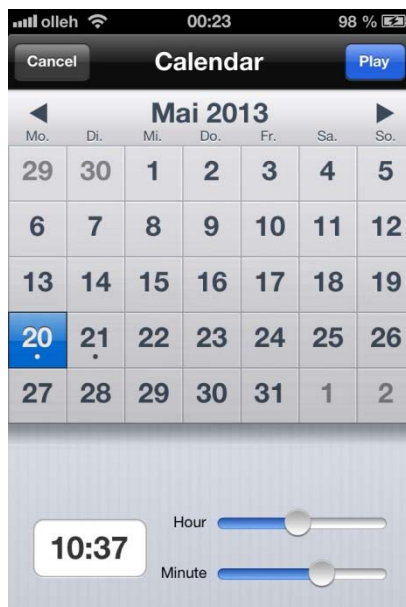 olleh 00:23 98 %
Cancel Calendar Play
Mai 2013
Mo. Di. Mi. Do. Fr. Sa. So.
29 30 1 2 3 4 5
6 7 8 9 10 11 12
13 14 15 16 17 18 19
20 21 22 23 24 25 26
27 28 29 30 31 1 2
Hour
10:37
Minute